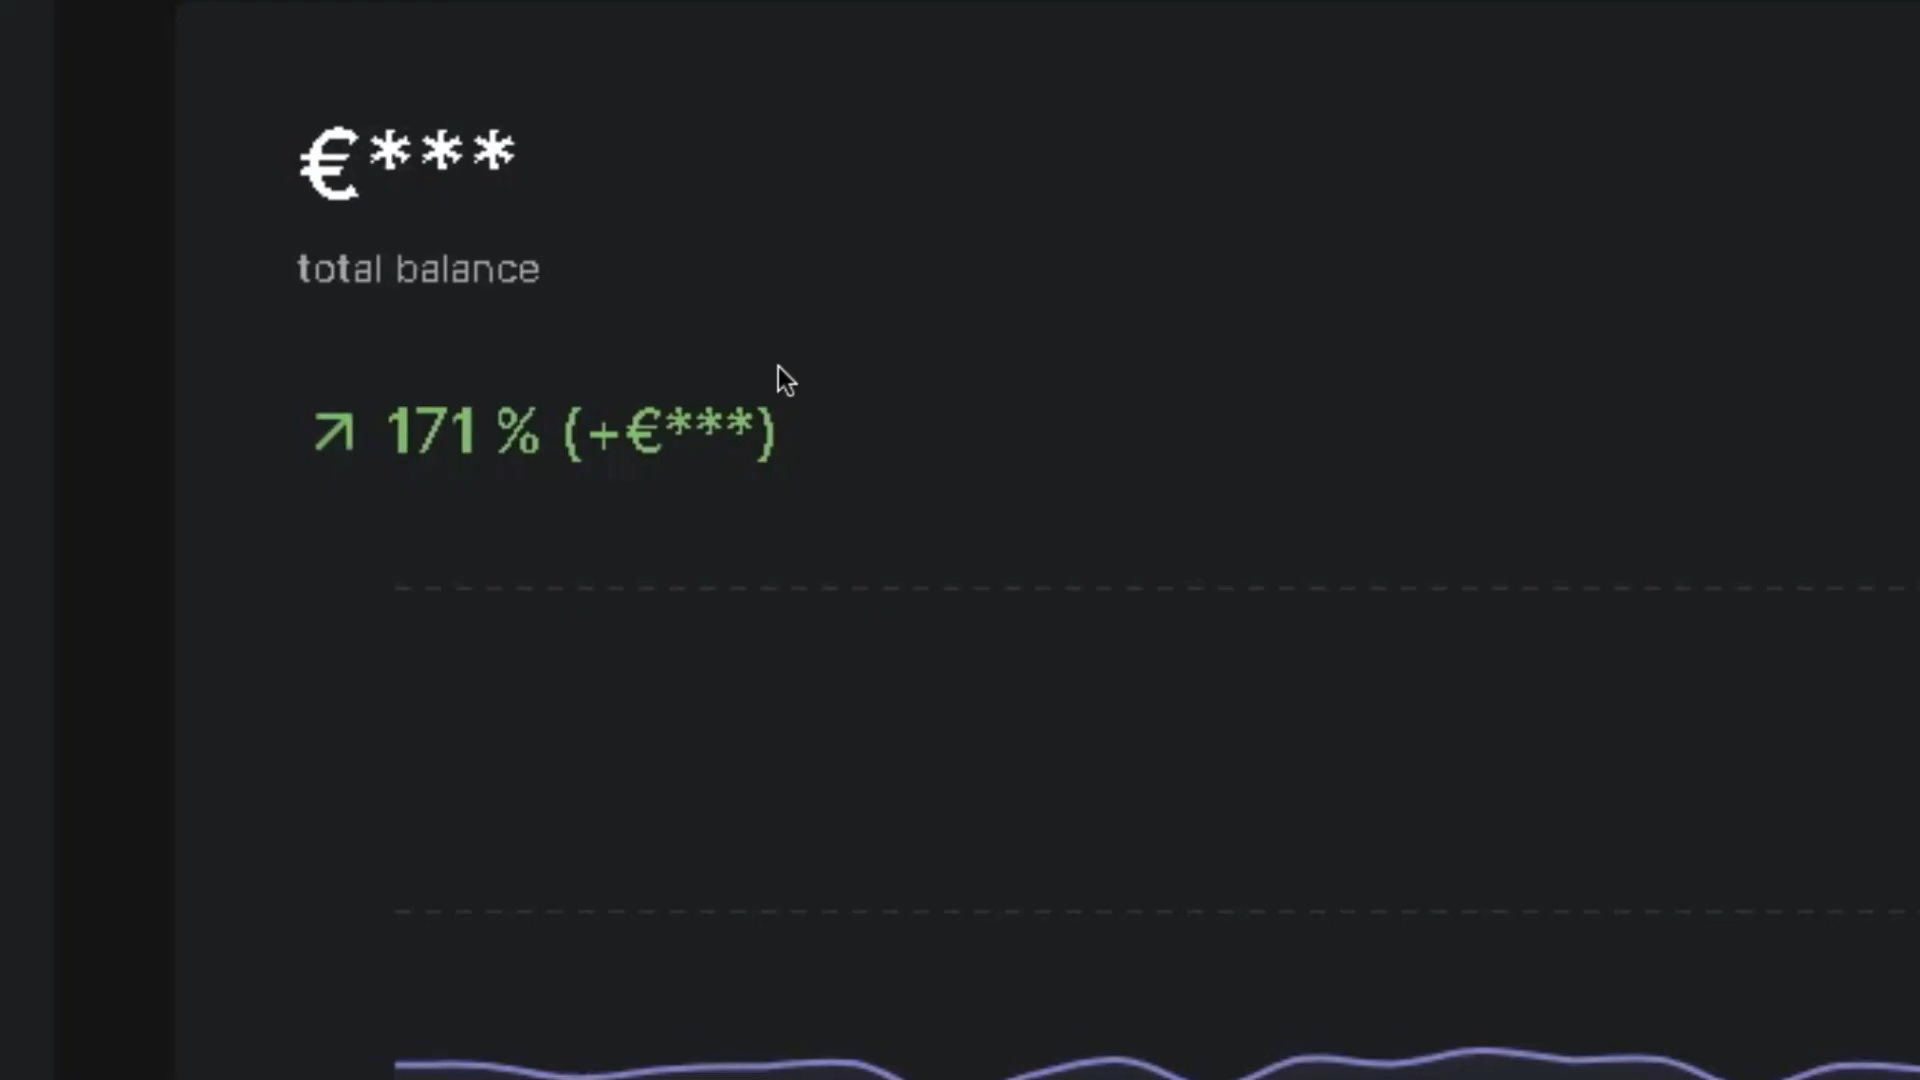 €***
total balance
↗ 171 % (+€***)